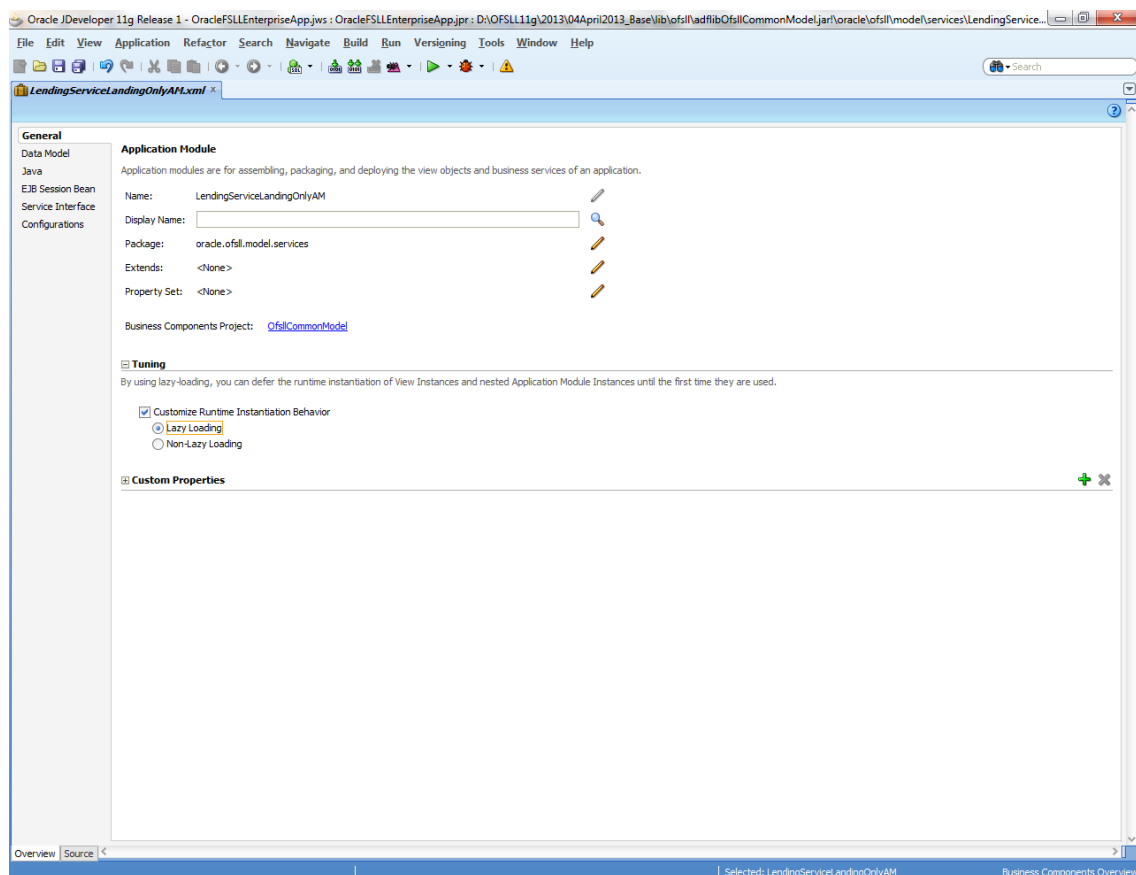 Oracle JDeveloper 11g Release 1 - OracleFSLLEnterpriseApp.jws : OracleFSLLEnterpriseApp.jpr : D:\OFSLL11g\2013\04April2013_Base\lib\ofsll\adflibOfsllCommonModel.jar!\oracle\ofsll\model\services\LendingService...
File Edit View Application Refactor Search Navigate Build Run Versioning Tools Window Help
Search
LendingServiceLandingOnlyAM.xml
General
Data Model
Java
EJB Session Bean
Service Interface
Configurations
Application Module
Application modules are for assembling, packaging, and deploying the view objects and business services of an application.
Name: LendingServiceLandingOnlyAM
Display Name:
Package: oracle.ofsll.model.services
Extends: <None>
Property Set: <None>
Business Components Project: OfsllCommonModel
Tuning
By using lazy-loading, you can defer the runtime instantiation of View Instances and nested Application Module Instances until the first time they are used.
Customize Runtime Instantiation Behavior
Lazy Loading
Non-Lazy Loading
Custom Properties
Overview Source
Selected: LendingServiceLandingOnlyAM Business Components Overview